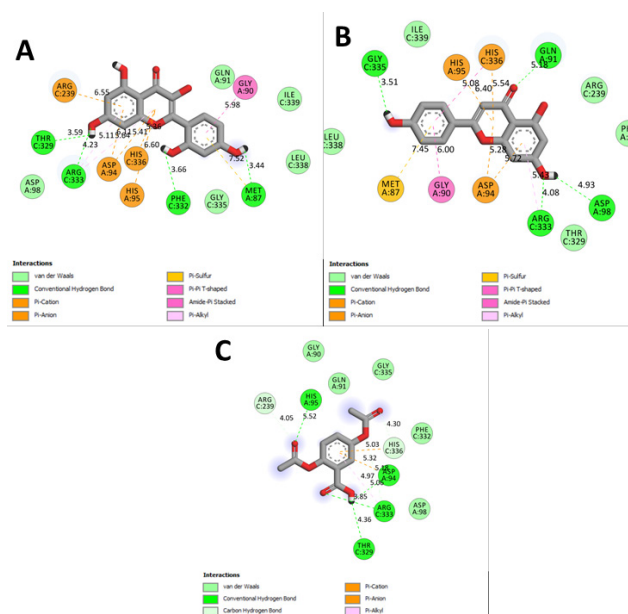 A
ARG
C:239
6.55
GLN
A:91
GLY
A:90
5.98
ILE
C:339
THR
C:329
3.59
4.23
ARG
C:333
5.11
5.41
ASP
A:94
HIS
C:336
6.60
HIS
A:95
3.66
PHE
C:332
GLY
C:335
7.52
3.44
MET
A:87
LEU
C:338
ASP
A:98
Interactions
van der Waals
Conventional Hydrogen Bond
Pi-Cation
Pi-Anion
Pi-Sulfur
Pi-Pi T-shaped
Amide-Pi Stacked
Pi-Alkyl
B
ILE
C:339
GLY
C:335
3.51
HIS
A:95
HIS
C:336
5.08
6.40
5.54
GLN
A:91
5.18
ARG
C:239
LEU
C:338
7.45
6.00
5.28
5.72
MET
A:87
GLY
A:90
ASP
A:94
5.43
4.08
4.93
ARG
C:333
ASP
A:98
THR
C:329
Interactions
van der Waals
Conventional Hydrogen Bond
Pi-Cation
Pi-Anion
Pi-Sulfur
Pi-Pi T-shaped
Amide-Pi Stacked
Pi-Alkyl
C
GLY
A:90
GLN
A:91
GLY
C:335
HIS
A:95
ARG
C:239
4.05
5.52
4.30
PHE
C:332
5.03
HIS
C:336
5.32
4.97
ASP
A:94
3.85
ARG
C:333
ASP
A:98
4.36
THR
C:329
Interactions
van der Waals
Conventional Hydrogen Bond
Carbon Hydrogen Bond
Pi-Cation
Pi-Anion
Pi-Alkyl